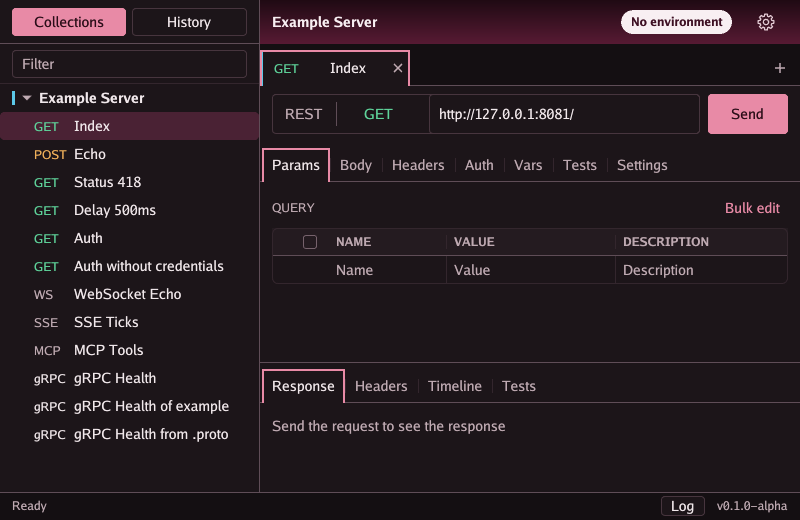 Collections
History
Example Server
No environment
Filter
GET Index
Example Server
GET Index
POST Echo
GET Status 418
GET Delay 500ms
GET Auth
GET Auth without credentials
WS WebSocket Echo
SSE SSE Ticks
MCP MCP Tools
gRPC gRPC Health
gRPC gRPC Health of example
gRPC gRPC Health from .proto
REST GET http://127.0.0.1:8081/ Send
Params Body Headers Auth Vars Tests Settings
QUERY Bulk edit
NAME VALUE DESCRIPTION
Name Value Description
Response Headers Timeline Tests
Send the request to see the response
Ready Log v0.1.0-alpha